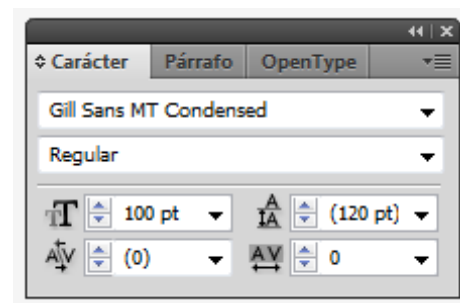 Carácter Párrafo OpenType
Gill Sans MT Condensed
Regular
100 pt (120 pt)
(0) 0